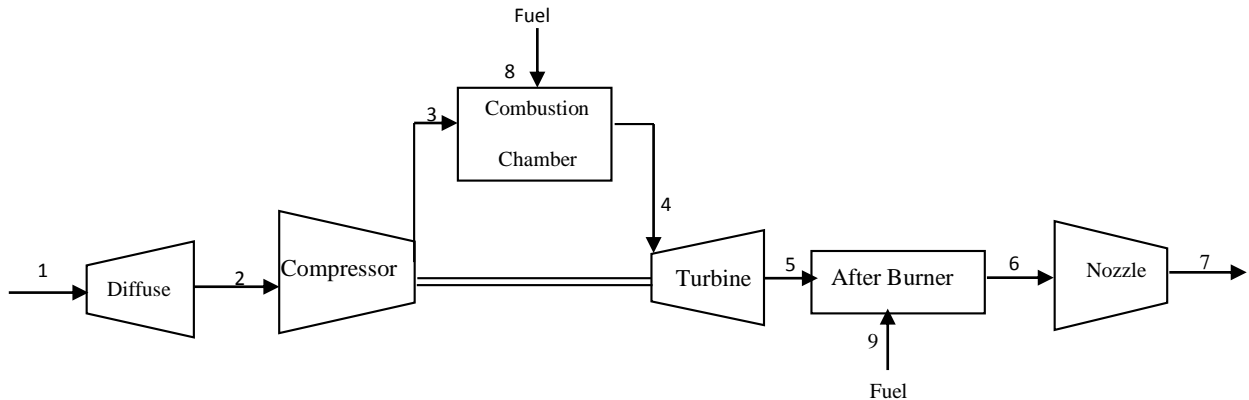 Fuel
8
Combustion
Chamber
3
4
1
Diffuse
2
Compressor
Turbine
5
After Burner
6
Nozzle
7
9
Fuel